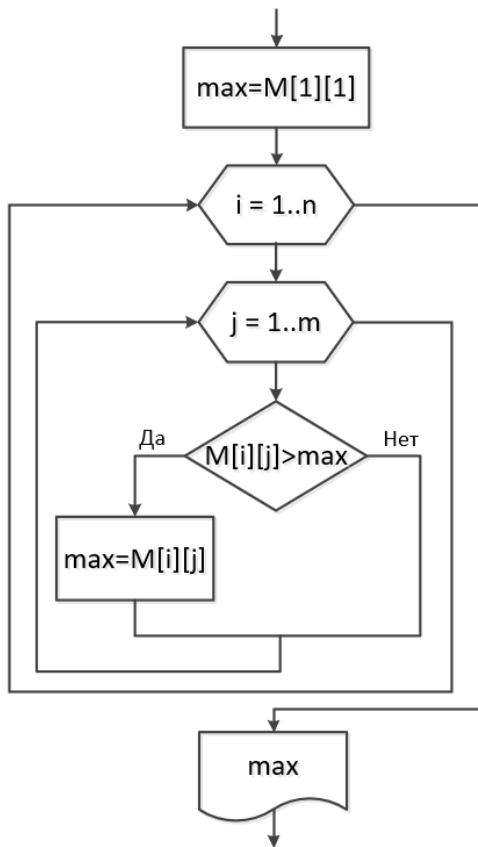 max=M[1][1]
i = 1..n
j = 1..m
Да
Нет
M[i][j]>max
max=M[i][j]
max